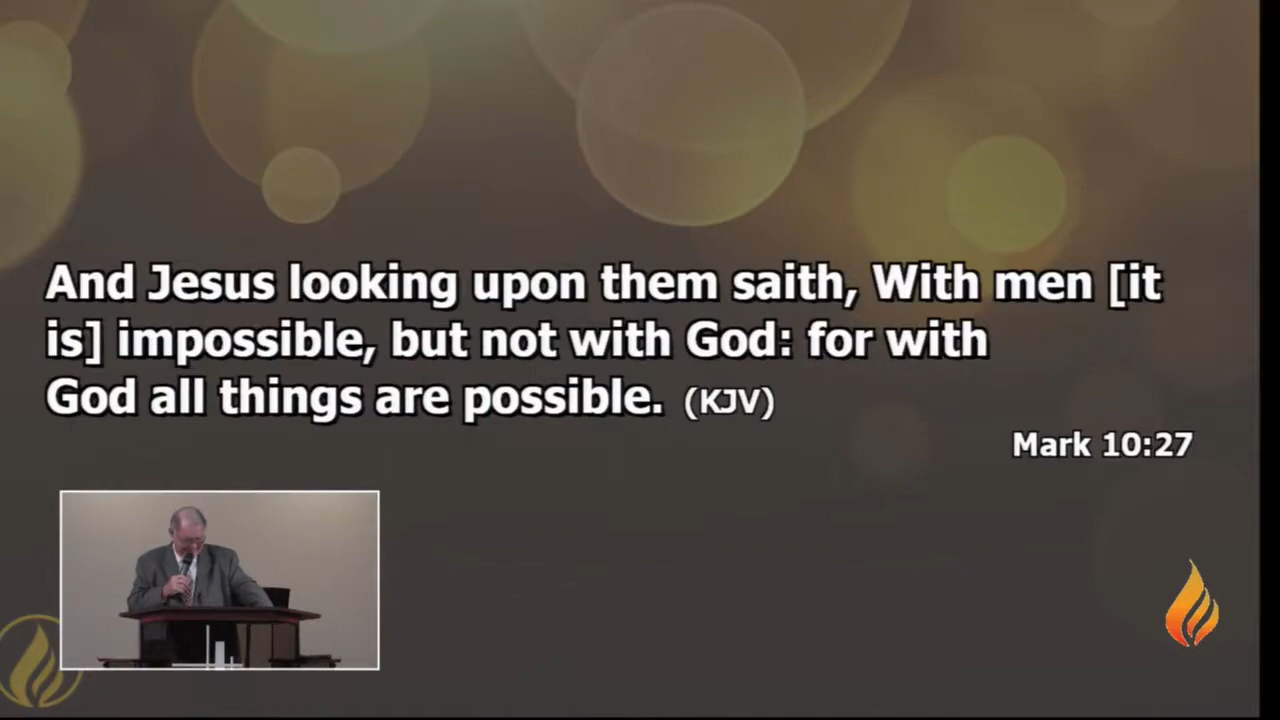 And Jesus looking upon them saith, With men [it
is] impossible, but not with God: for with
God all things are possible. (KJV)
Mark 10:27